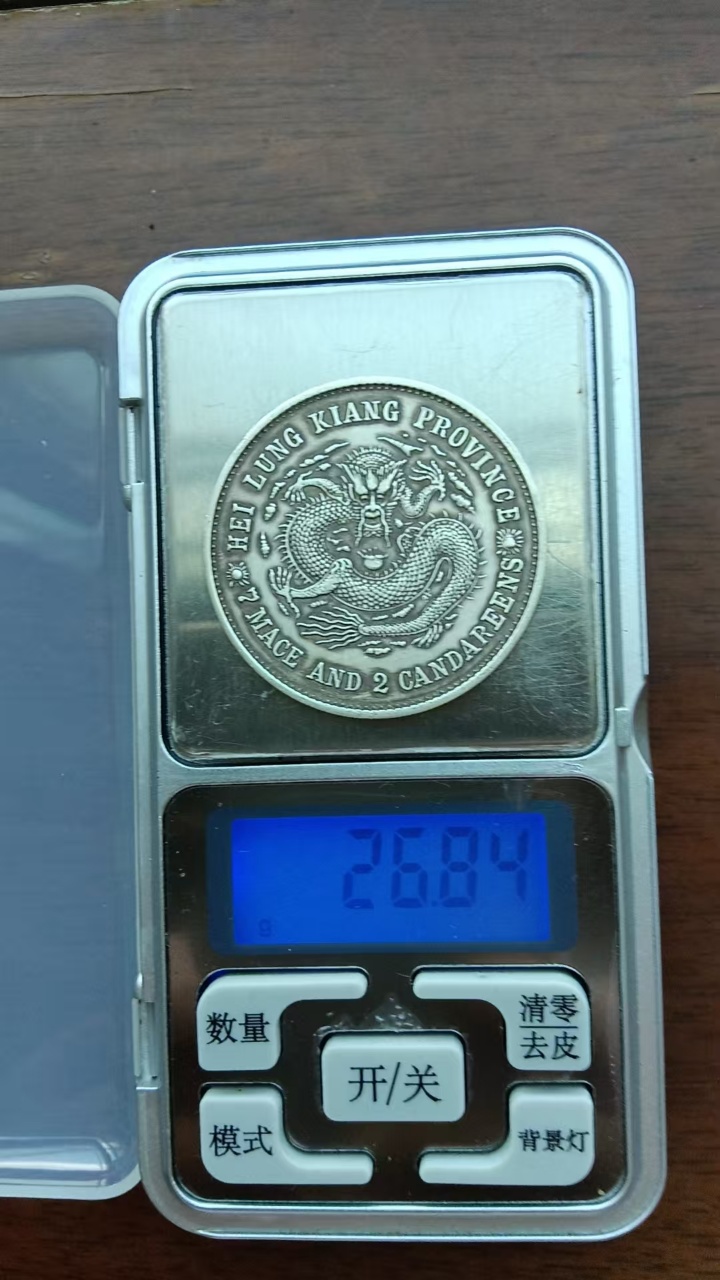 HEI LUNG KIANG PROVINCE
7 MACE AND 2 CANDAREENS
26.84
g
数量
清零
去皮
开/关
模式
背景灯